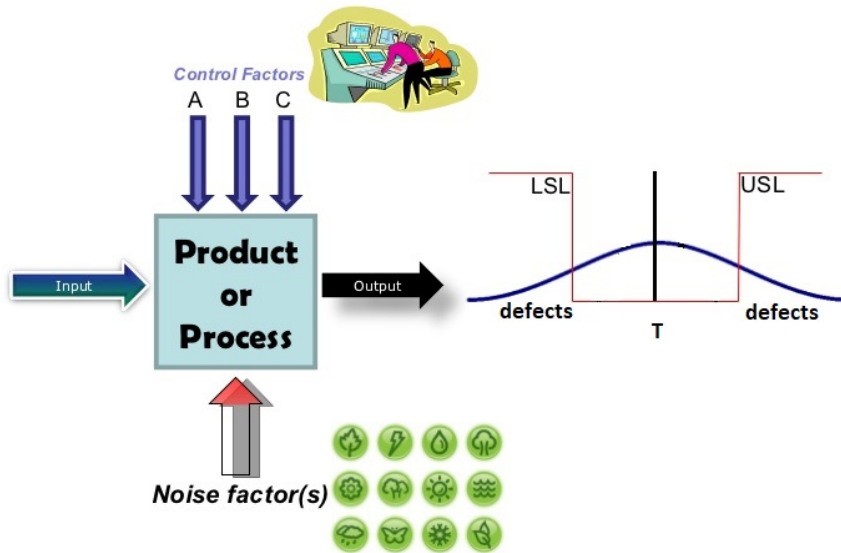 Control Factors
A B C
LSL
USL
Product
or
Process
Input
Output
defects
defects
T
Noise factor(s)